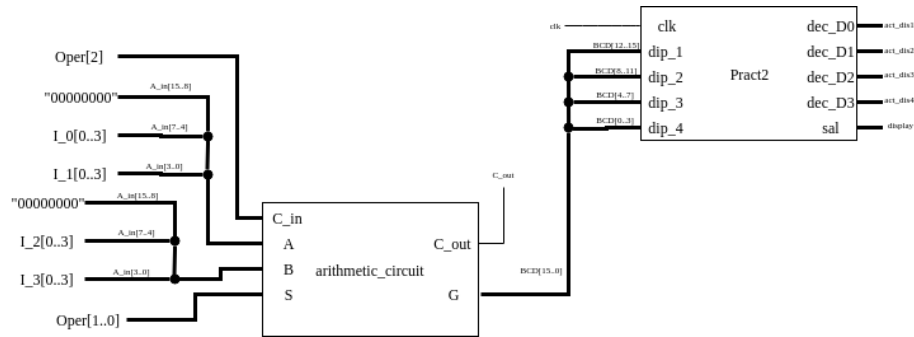 clk
clk
dec_D0
act_dis1
BCD[12..15]
dip_1
dec_D1
act_dis2
BCD[8..11]
dip_2
Pract2
dec_D2
act_dis3
BCD[4..7]
dip_3
dec_D3
act_dis4
BCD[0..3]
dip_4
sal
display
Oper[2]
"00000000"
A_in[15..8]
I_0[0..3]
A_in[7..4]
I_1[0..3]
A_in[3..0]
"00000000"
A_in[15..8]
I_2[0..3]
A_in[7..4]
I_3[0..3]
A_in[3..0]
Oper[1..0]
C_in
A
B
S
arithmetic_circuit
C_out
G
C_out
BCD[15..0]